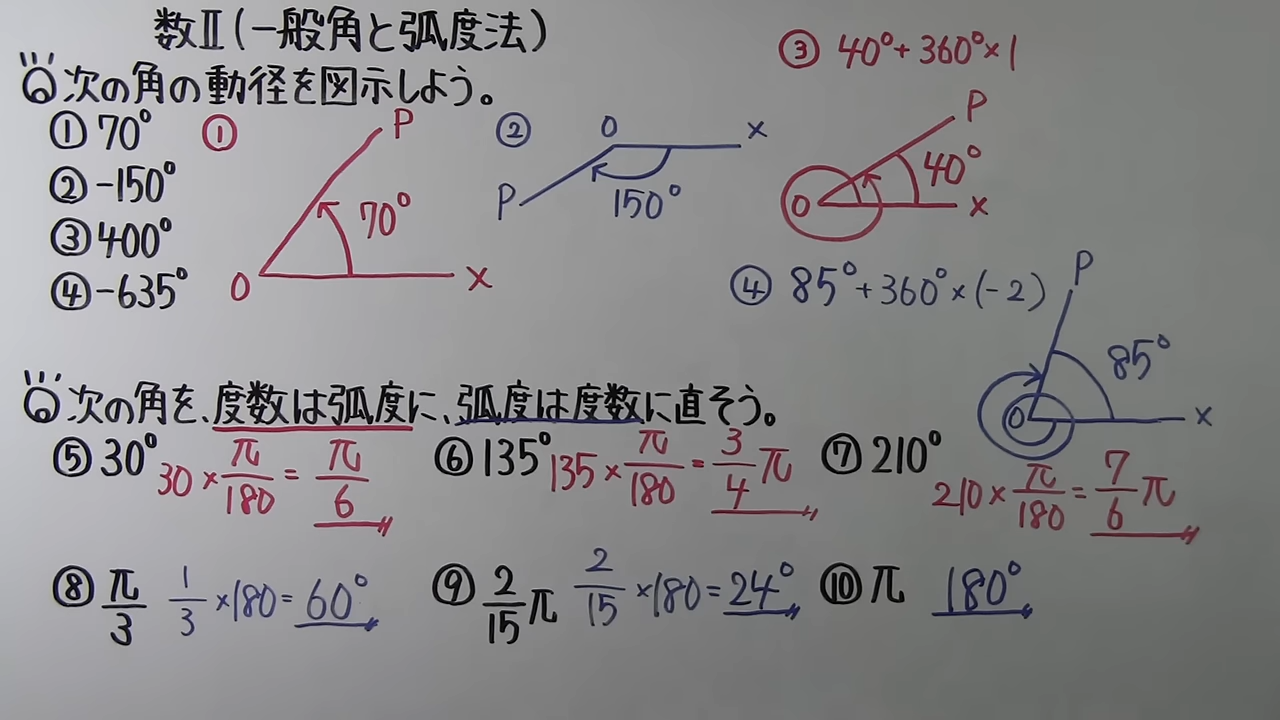 数Ⅱ(一般角と弧度法)
次の角の動径を図示しよう。
① 70°
② -150°
③ 400°
④ -635°
①
P
70°
O
X
②
O
X
P
150°
③ 40°+360°×1
P
40°
O
X
④ 85°+360°×(-2)
P
85°
O
X
次の角を、度数は弧度に、弧度は度数に直そう。
⑤ 30° 30×π/180=π/6
⑥ 135° 135×π/180=3/4π
⑦ 210° 210×π/180=7/6π
⑧ π/3 1/3×180=60°
⑨ 2/15π 2/15×180=24°
⑩ π 180°